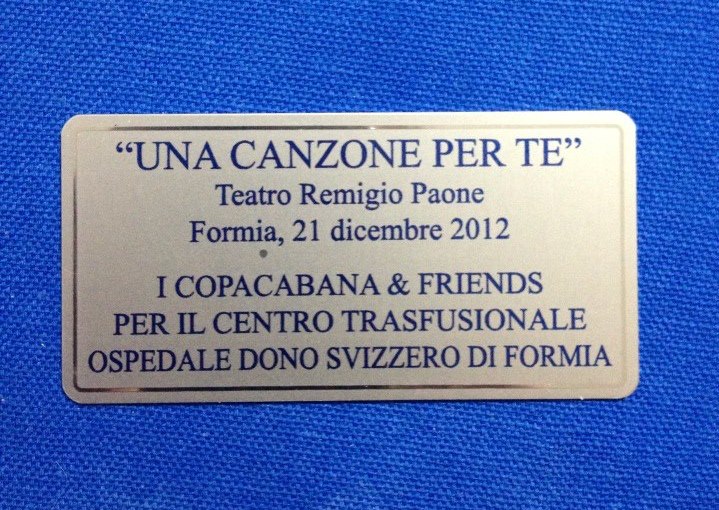 “UNA CANZONE PER TE”
Teatro Remigio Paone
Formia, 21 dicembre 2012
I COPACABANA & FRIENDS
PER IL CENTRO TRASFUSIONALE
OSPEDALE DONO SVIZZERO DI FORMIA